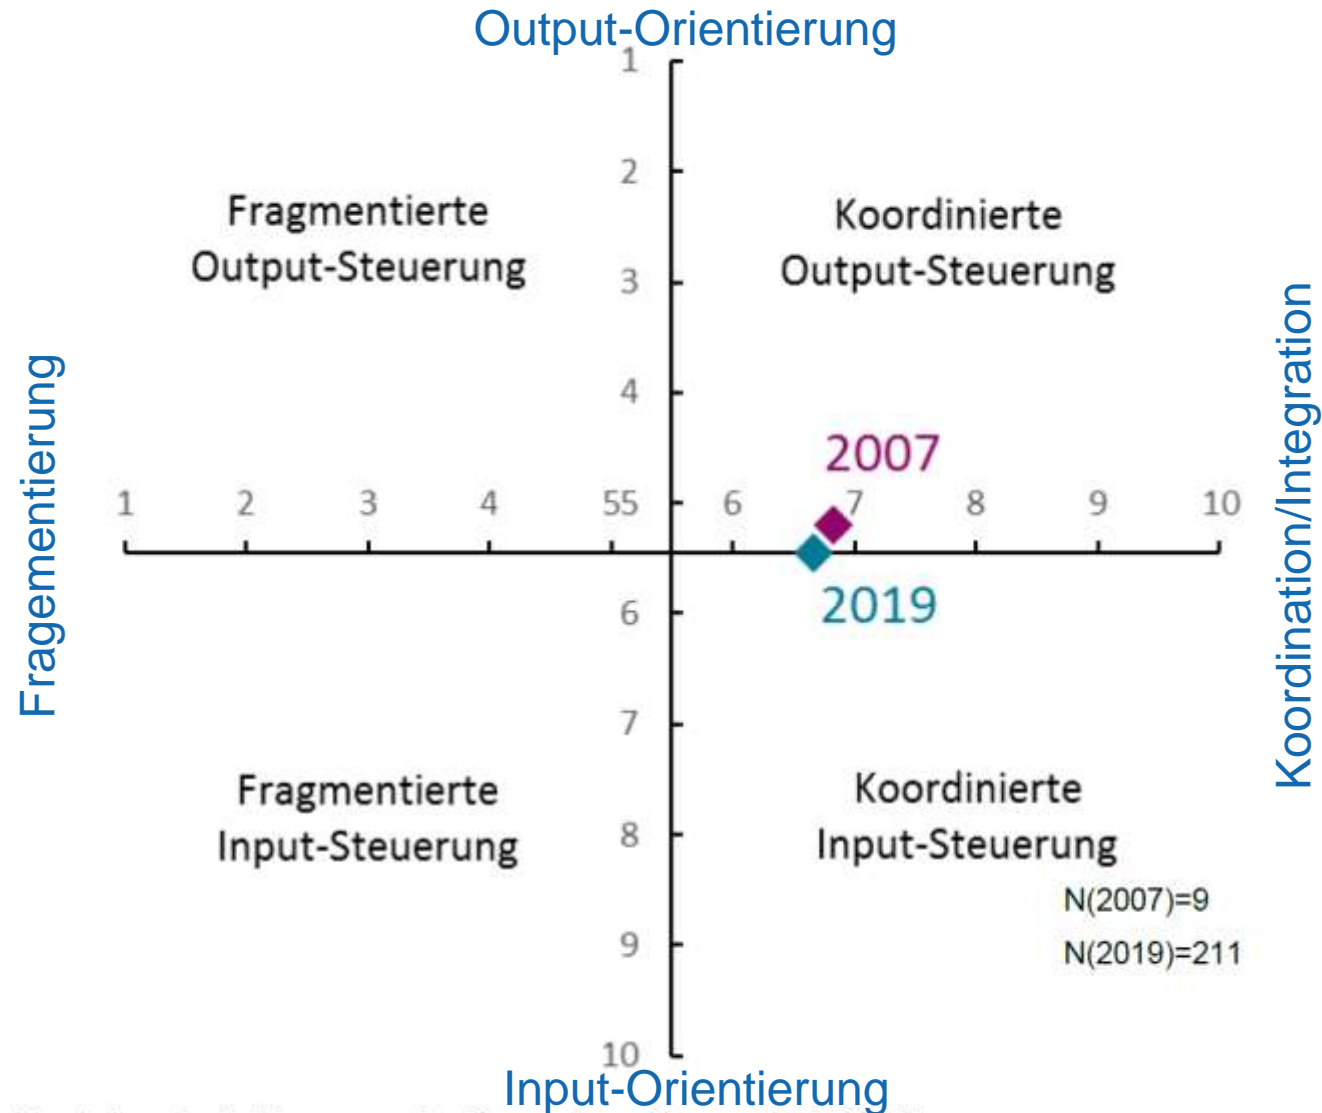 Output-Orientierung
1
2
Fragmentierte
Output-Steuerung
Koordinierte
Output-Steuerung
3
4
Fragementierung
Koordination/Integration
2007
1 2 3 4 55 6 7 8 9 10
2019
6
7
Fragmentierte
Input-Steuerung
Koordinierte
Input-Steuerung
8
N(2007)=9
9
N(2019)=211
10
Input-Orientierung